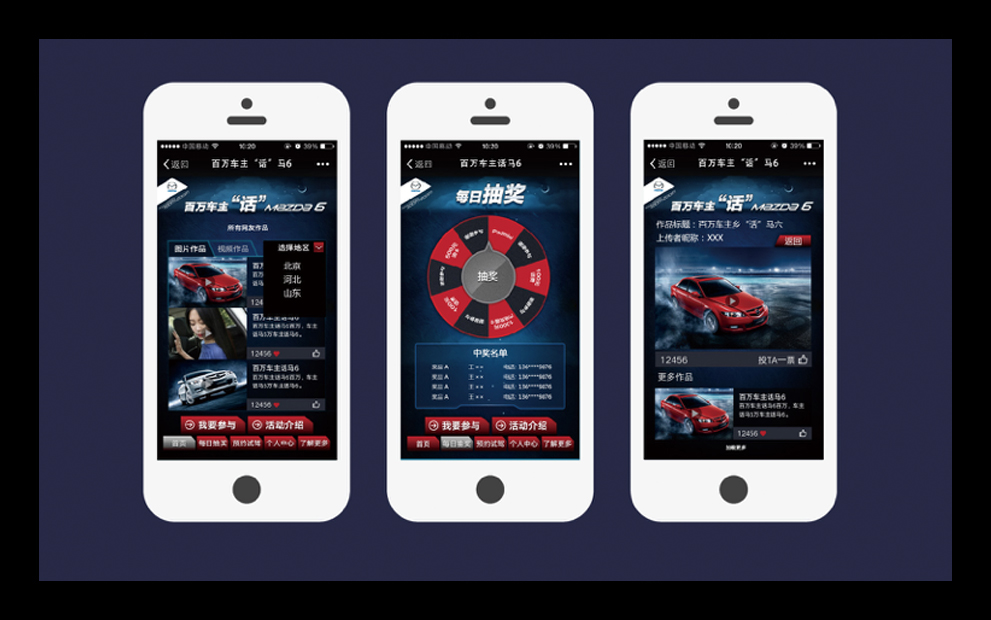 中国移动 10:20 39%
返回 百万车主“话”马6
百万车主“话”MAZDA 6
所有网友作品
图片作品 视频作品 选择地区
北京
河北
山东
12456
百万车主话马6
百万车主话马6百万，车主
话马6万车主话马6。
12456
百万车主话马6
百万车主话马6百万，车主
话马6万车主话马6。
12456
我要参与 活动介绍
首页 每日抽奖 预约试驾 个人中心 了解更多
中国移动 10:20 39%
返回 百万车主话马6
每日抽奖
抽奖
中奖名单
奖品 A 王** 电话: 136****9876
奖品 A 王** 电话: 136****9876
奖品 A 王** 电话: 136****9876
奖品 A 王** 电话: 136****9876
我要参与 活动介绍
首页 每日抽奖 预约试驾 个人中心 了解更多
中国移动 10:20 39%
返回 百万车主“话”马6
百万车主“话”MAZDA 6
作品标题：百万车主乡“话”马六
上传者昵称：XXX
返回
12456 投TA一票
更多作品
百万车主话马6
百万车主话马6百万，车主
话马6万车主话马6。
12456
加载更多